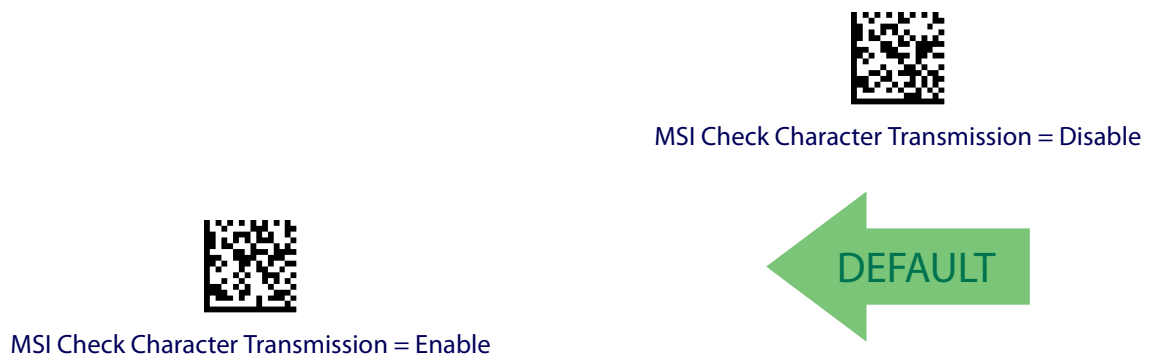 MSI Check Character Transmission = Disable
DEFAULT
MSI Check Character Transmission = Enable